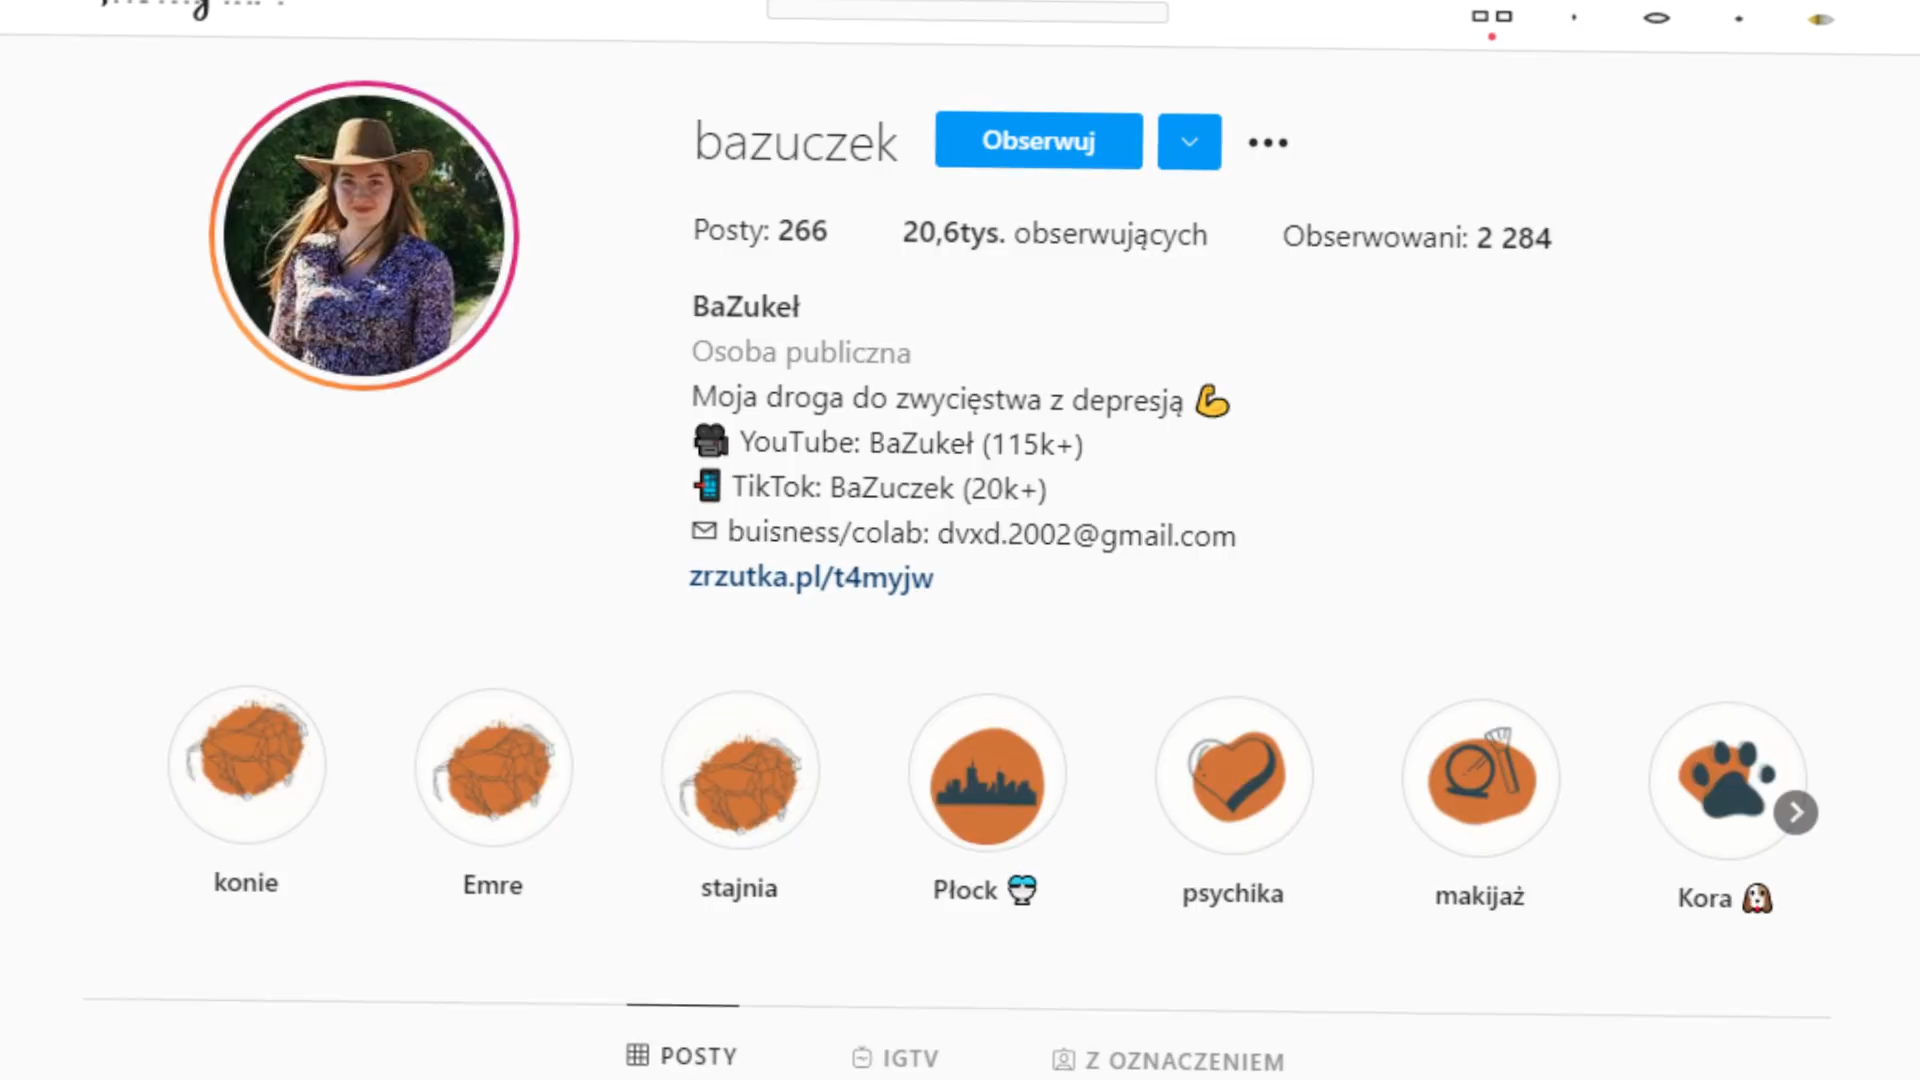 bazuczek
Obserwuj
Posty: 266 20,6tys. obserwujących Obserwowani: 2 284
BaZukeł
Osoba publiczna
Moja droga do zwycięstwa z depresją 💪
🎥 YouTube: BaZukeł (115k+)
📲 TikTok: BaZuczek (20k+)
✉ buisness/colab: dvxd.2002@gmail.com
zrzutka.pl/t4myjw
konie Emre stajnia Płock psychika makijaż Kora
POSTY IGTV Z OZNACZENIEM